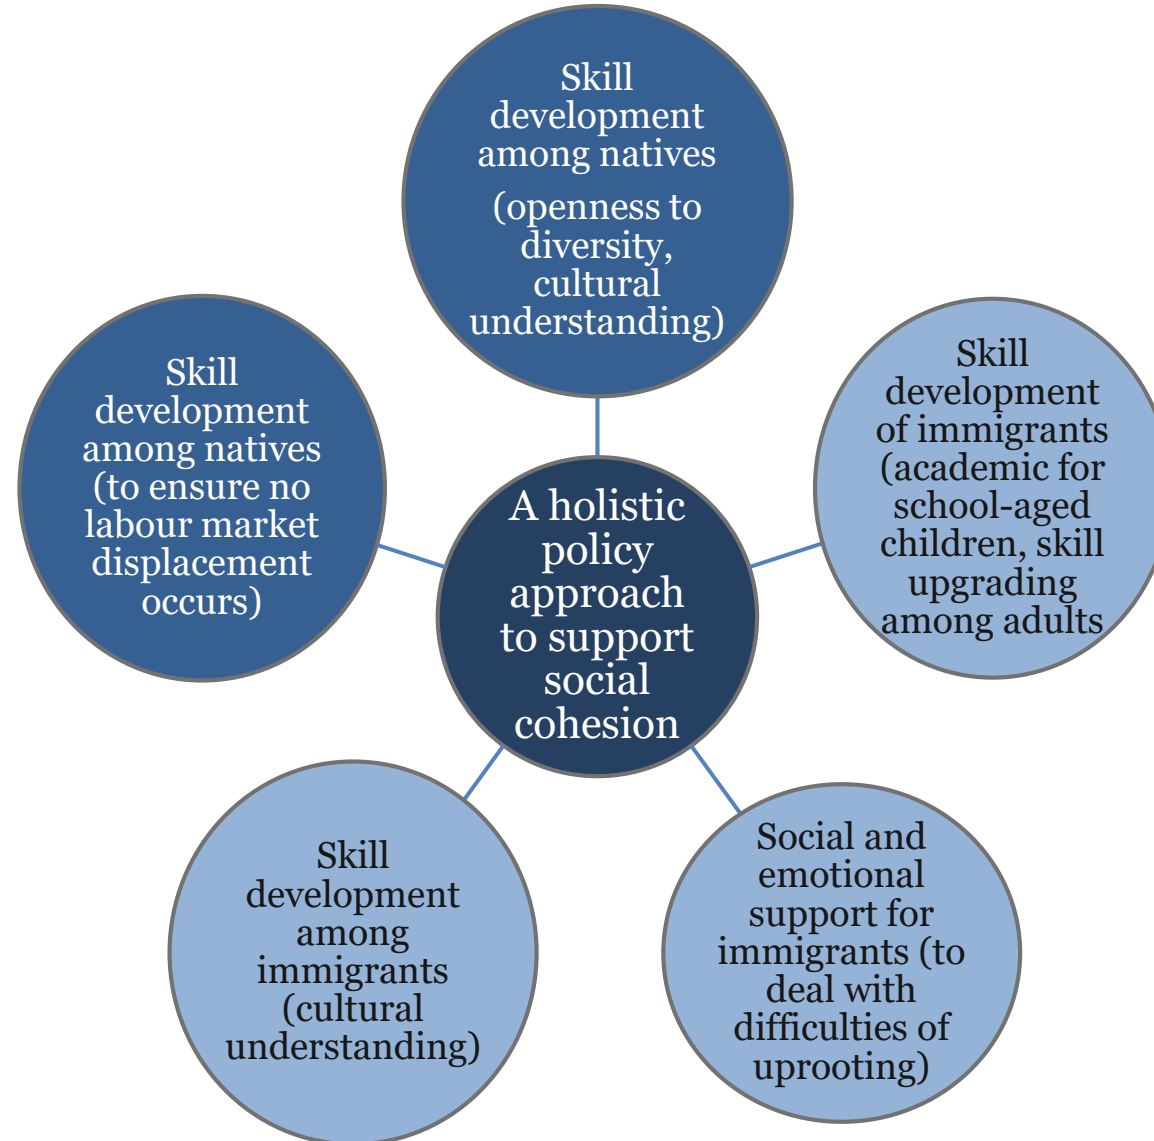 Skill
development
among natives
(openness to
diversity,
cultural
understanding)
Skill
development
of immigrants
(academic for
school-aged
children, skill
upgrading
among adults
Social and
emotional
support for
immigrants (to
deal with
difficulties of
uprooting)
Skill
development
among
immigrants
(cultural
understanding)
Skill
development
among natives
(to ensure no
labour market
displacement
occurs)
A holistic
policy
approach
to support
social
cohesion